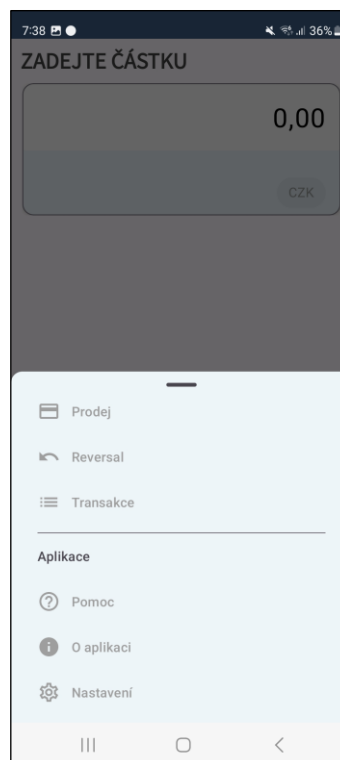 7:38 36%
ZADEJTE ČÁSTKU
0,00
CZK
Prodej
Reversal
Transakce
Aplikace
Pomoc
O aplikaci
Nastavení